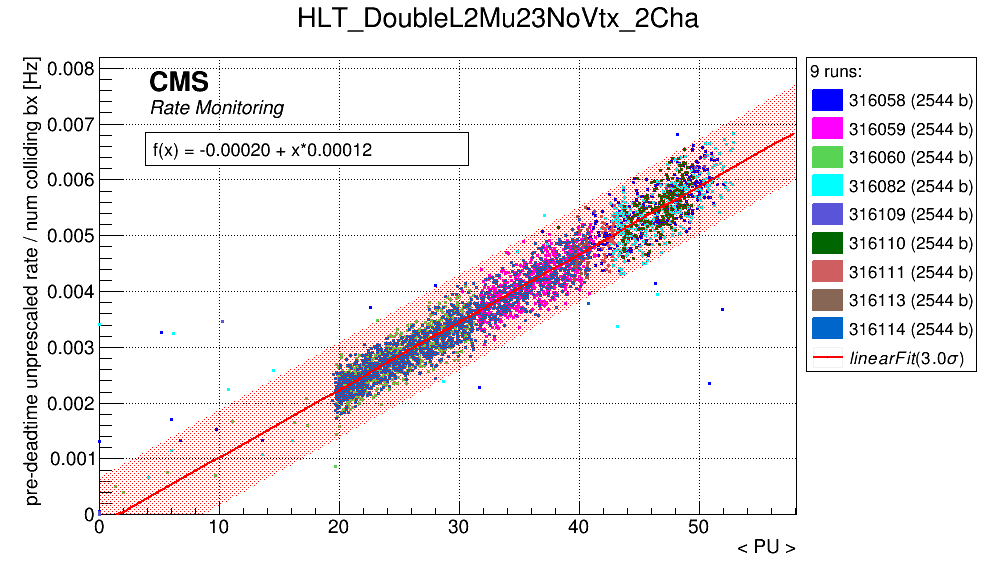 HLT_DoubleL2Mu23NoVtx_2Cha
pre-deadtime unprescaled rate / num colliding bx [Hz]
0.008
0.007
0.006
0.005
0.004
0.003
0.002
0.001
0
CMS
Rate Monitoring
f(x) = -0.00020 + x*0.00012
0
10
20
30
40
50
< PU >
9 runs:
316058 (2544 b)
316059 (2544 b)
316060 (2544 b)
316082 (2544 b)
316109 (2544 b)
316110 (2544 b)
316111 (2544 b)
316113 (2544 b)
316114 (2544 b)
linearFit(3.0σ)